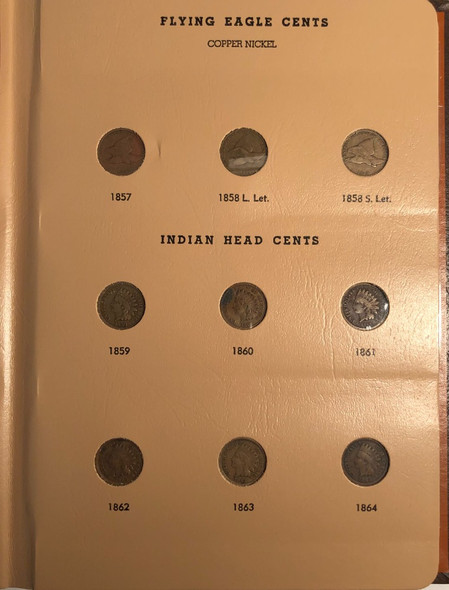 FLYING EAGLE CENTS
COPPER NICKEL
1857 1858 L. Let. 1858 S. Let.
INDIAN HEAD CENTS
1859 1860 1861
1862 1863 1864